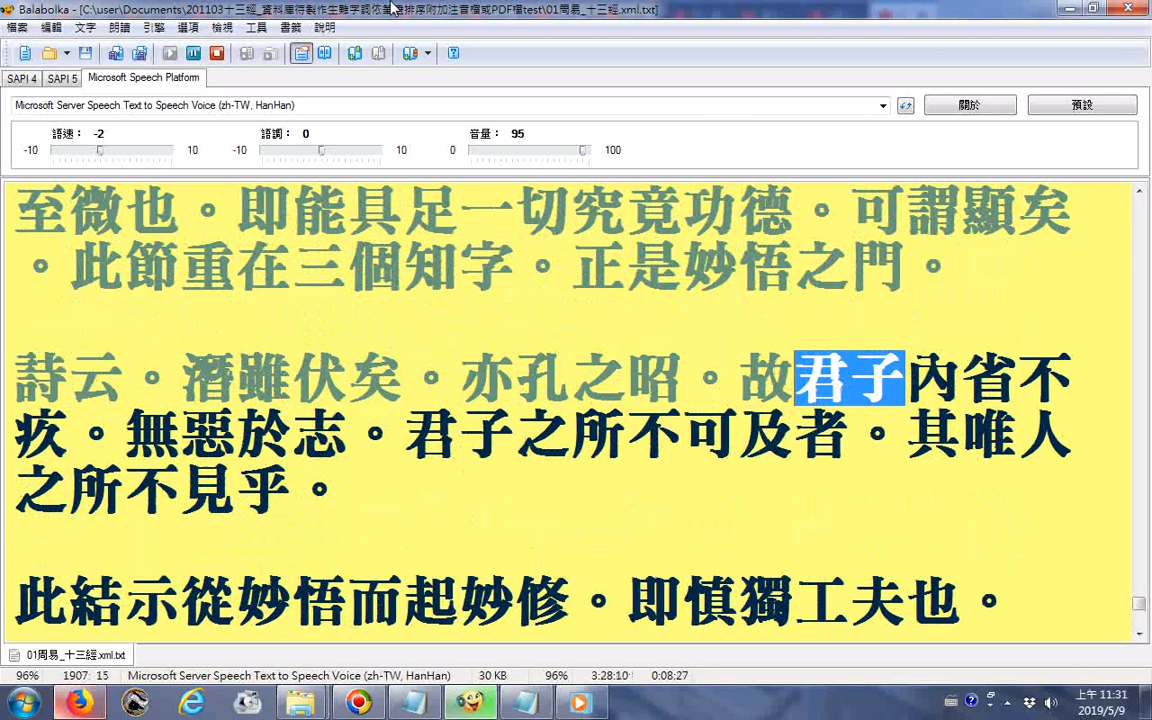 Balabolka - [C:\user\Documents\201103十三經_資料庫待製作生難字詞依筆畫排序附加注音檔或PDF檔test\01周易_十三經.xml.txt]
檔案 編輯 文字 朗讀 引擎 選項 檢視 工具 書籤 說明
SAPI 4 SAPI 5 Microsoft Speech Platform
Microsoft Server Speech Text to Speech Voice (zh-TW, HanHan) 關於 預設
語速： -2 語調： 0 音量： 95
-10 10 -10 10 0 100
至微也。即能具足一切究竟功德。可謂顯矣
。此節重在三個知字。正是妙悟之門。
詩云。潛雖伏矣。亦孔之昭。故君子內省不
疚。無惡於志。君子之所不可及者。其唯人
之所不見乎。
此結示從妙悟而起妙修。即慎獨工夫也。
01周易_十三經.xml.txt
96% 1907: 15 Microsoft Server Speech Text to Speech Voice (zh-TW, HanHan) 30 KB 96% 3:28:10 0:08:27
上午 11:31
2019/5/9